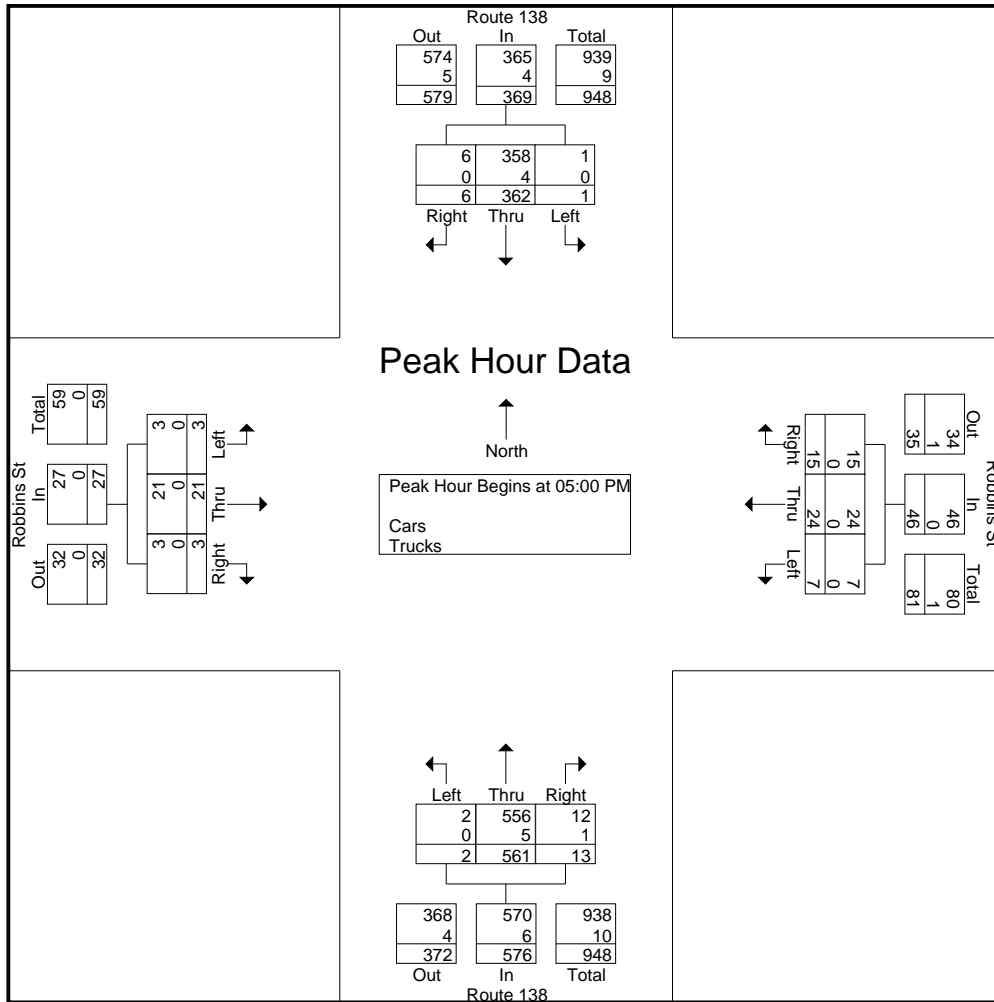 Route 138
Out In Total
574 365 939
5 4 9
579 369 948
6 358 1
0 4 0
6 362 1
Right Thru Left
Peak Hour Data
North
Peak Hour Begins at 05:00 PM
Cars
Trucks
Robbins St
Total In Out
59 27 32
0 0 0
59 27 32
3 21 3
0 0 0
3 21 3
Left Thru Right
Right Thru Left
15 24 7
0 0 0
15 24 7
Out In Total
34 46 80
1 0 1
35 46 81
Robbins St
Left Thru Right
2 556 12
0 5 1
2 561 13
368 570 938
4 6 10
372 576 948
Out In Total
Route 138